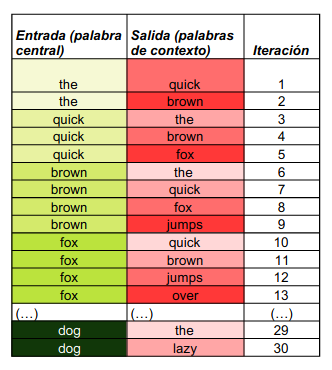 Entrada (palabra central) Salida (palabras de contexto) Iteración
the quick 1
the brown 2
quick the 3
quick brown 4
quick fox 5
brown the 6
brown quick 7
brown fox 8
brown jumps 9
fox quick 10
fox brown 11
fox jumps 12
fox over 13
(…) (…) (…)
dog the 29
dog lazy 30